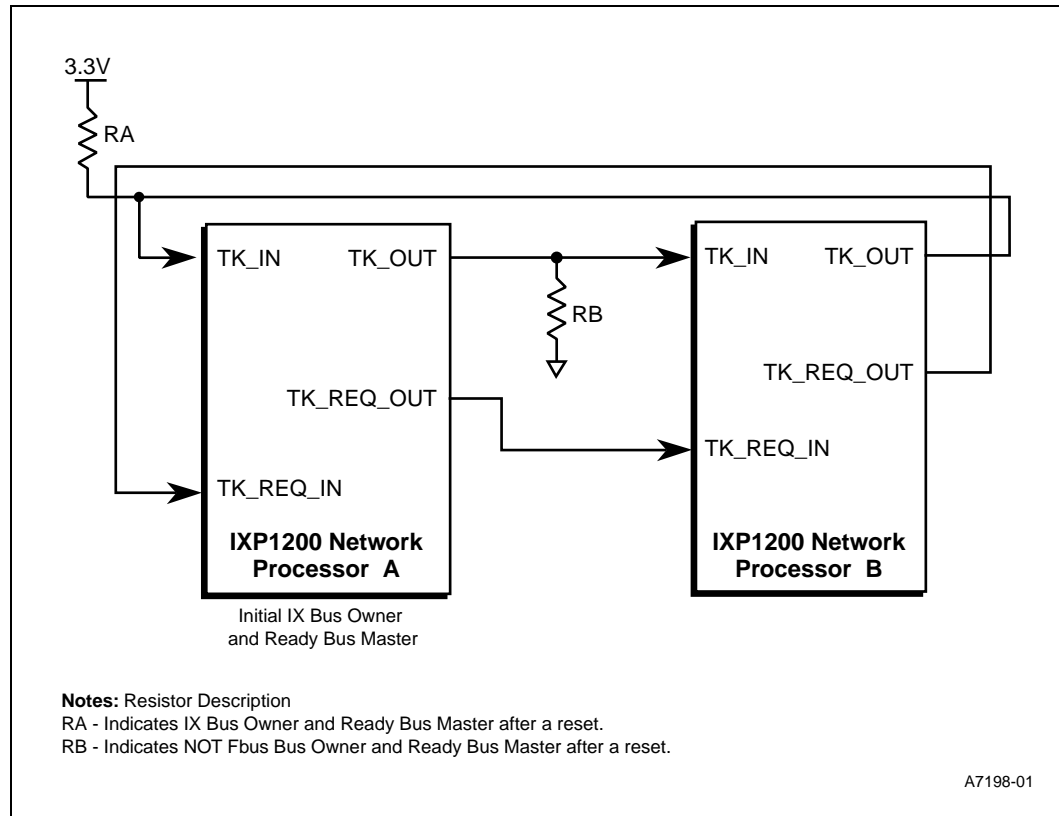 3.3V
RA
TK_IN
TK_OUT
TK_IN
TK_OUT
RB
TK_REQ_OUT
TK_REQ_OUT
TK_REQ_IN
TK_REQ_IN
IXP1200 Network
Processor A
IXP1200 Network
Processor B
Initial IX Bus Owner
and Ready Bus Master
Notes: Resistor Description
RA - Indicates IX Bus Owner and Ready Bus Master after a reset.
RB - Indicates NOT Fbus Bus Owner and Ready Bus Master after a reset.
A7198-01